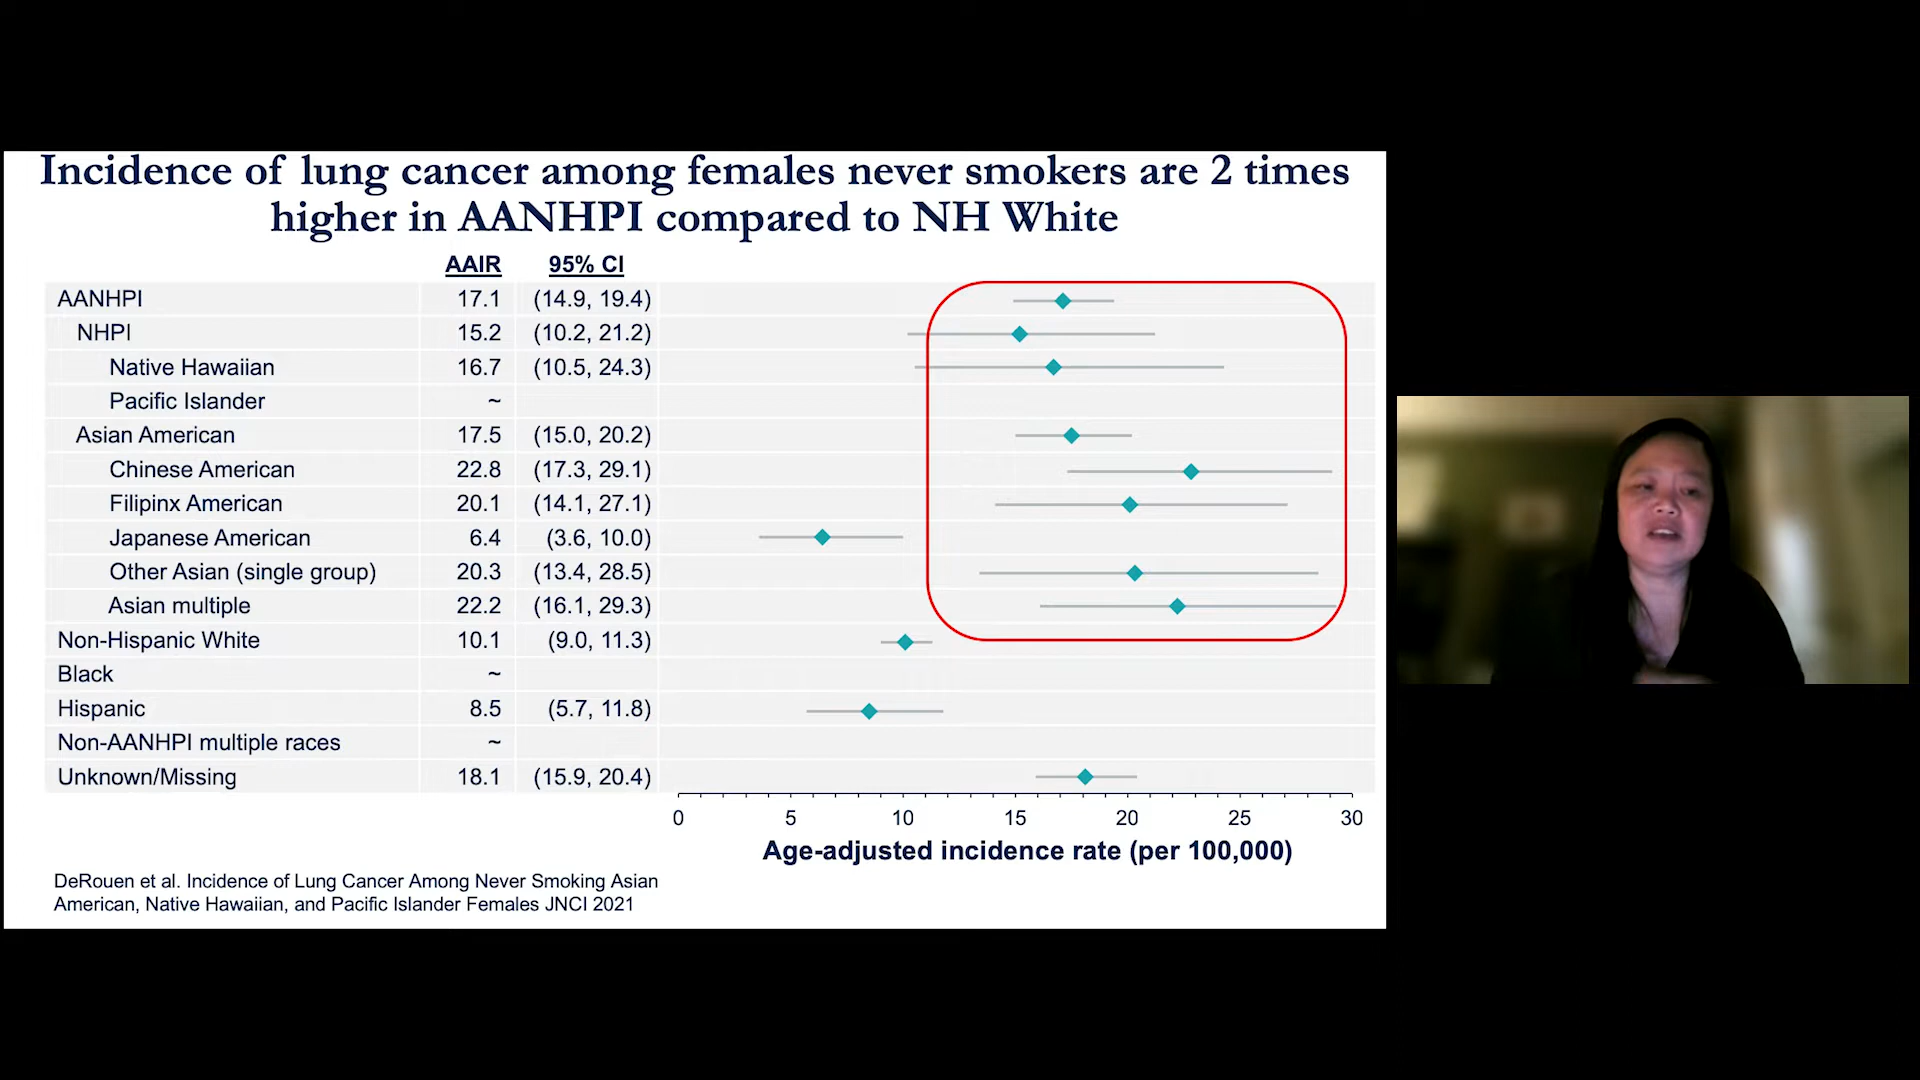 Incidence of lung cancer among females never smokers are 2 times
higher in AANHPI compared to NH White
AAIR 95% CI
AANHPI 17.1 (14.9, 19.4)
NHPI 15.2 (10.2, 21.2)
Native Hawaiian 16.7 (10.5, 24.3)
Pacific Islander ~
Asian American 17.5 (15.0, 20.2)
Chinese American 22.8 (17.3, 29.1)
Filipinx American 20.1 (14.1, 27.1)
Japanese American 6.4 (3.6, 10.0)
Other Asian (single group) 20.3 (13.4, 28.5)
Asian multiple 22.2 (16.1, 29.3)
Non-Hispanic White 10.1 (9.0, 11.3)
Black ~
Hispanic 8.5 (5.7, 11.8)
Non-AANHPI multiple races ~
Unknown/Missing 18.1 (15.9, 20.4)
0 5 10 15 20 25 30
Age-adjusted incidence rate (per 100,000)
DeRouen et al. Incidence of Lung Cancer Among Never Smoking Asian
American, Native Hawaiian, and Pacific Islander Females JNCI 2021